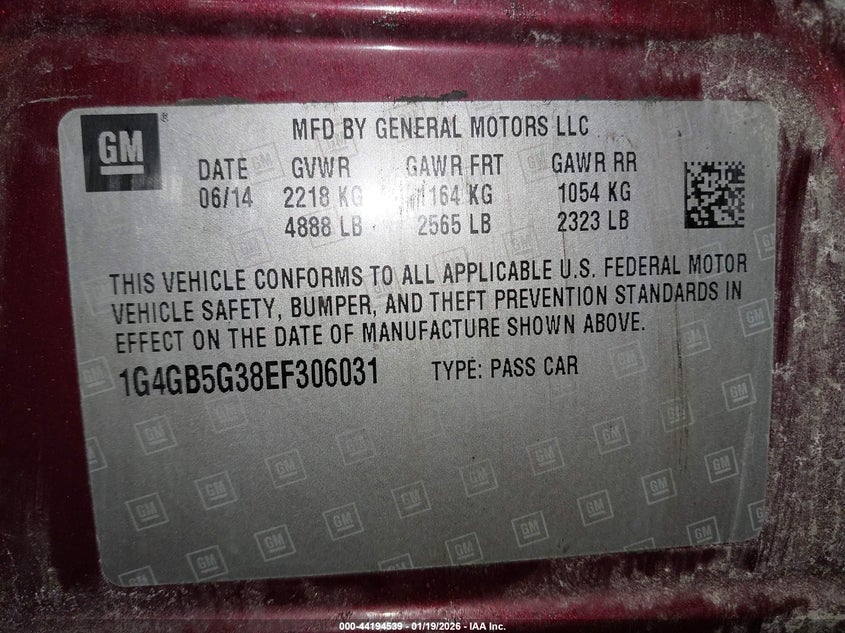 GM
MFD BY GENERAL MOTORS LLC
DATE GVWR GAWR FRT GAWR RR
06/14 2218 KG 1164 KG 1054 KG
4888 LB 2565 LB 2323 LB
THIS VEHICLE CONFORMS TO ALL APPLICABLE U.S. FEDERAL MOTOR
VEHICLE SAFETY, BUMPER, AND THEFT PREVENTION STANDARDS IN
EFFECT ON THE DATE OF MANUFACTURE SHOWN ABOVE.
1G4GB5G38EF306031 TYPE: PASS CAR
000-44194539 - 01/19/2026 - IAA Inc.